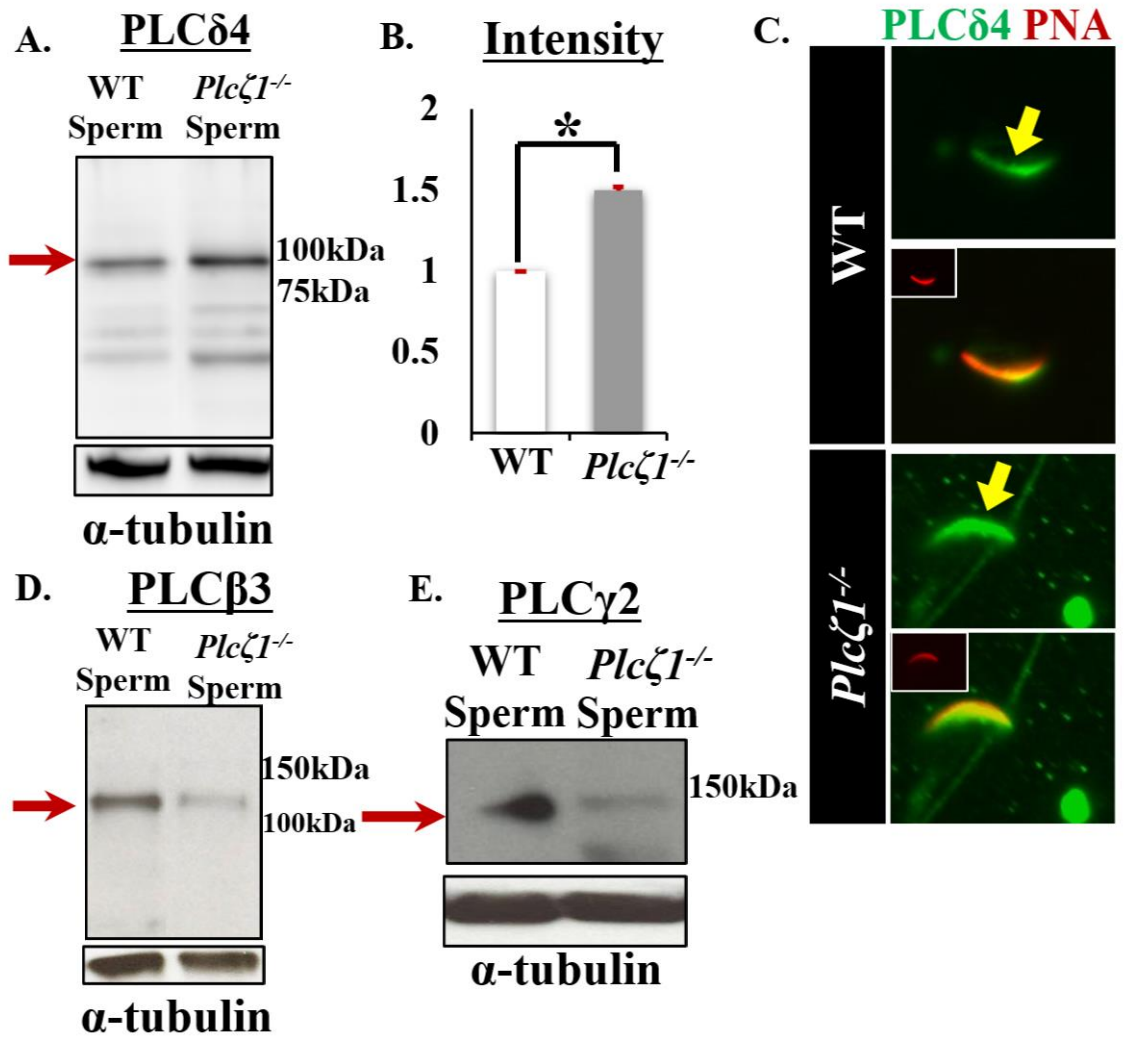 A.
PLCδ4
WT
Sperm
Plcζ1-/-
Sperm
100kDa
75kDa
α-tubulin
B.
Intensity
*
2
1.5
1
0.5
0
WT
Plcζ1-/-
C.
PLCδ4 PNA
WT
Plcζ1-/-
D.
PLCβ3
WT
Sperm
Plcζ1-/-
Sperm
150kDa
100kDa
α-tubulin
E.
PLCγ2
WT
Sperm
Plcζ1-/-
Sperm
150kDa
α-tubulin